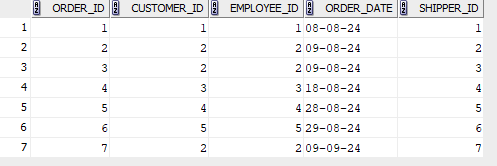 ORDER_ID CUSTOMER_ID EMPLOYEE_ID ORDER_DATE SHIPPER_ID
1 1 1 1 08-08-24 1
2 2 2 2 09-08-24 2
3 3 2 2 09-08-24 3
4 4 3 3 18-08-24 4
5 5 4 4 28-08-24 5
6 6 5 5 29-08-24 6
7 7 2 2 09-09-24 7